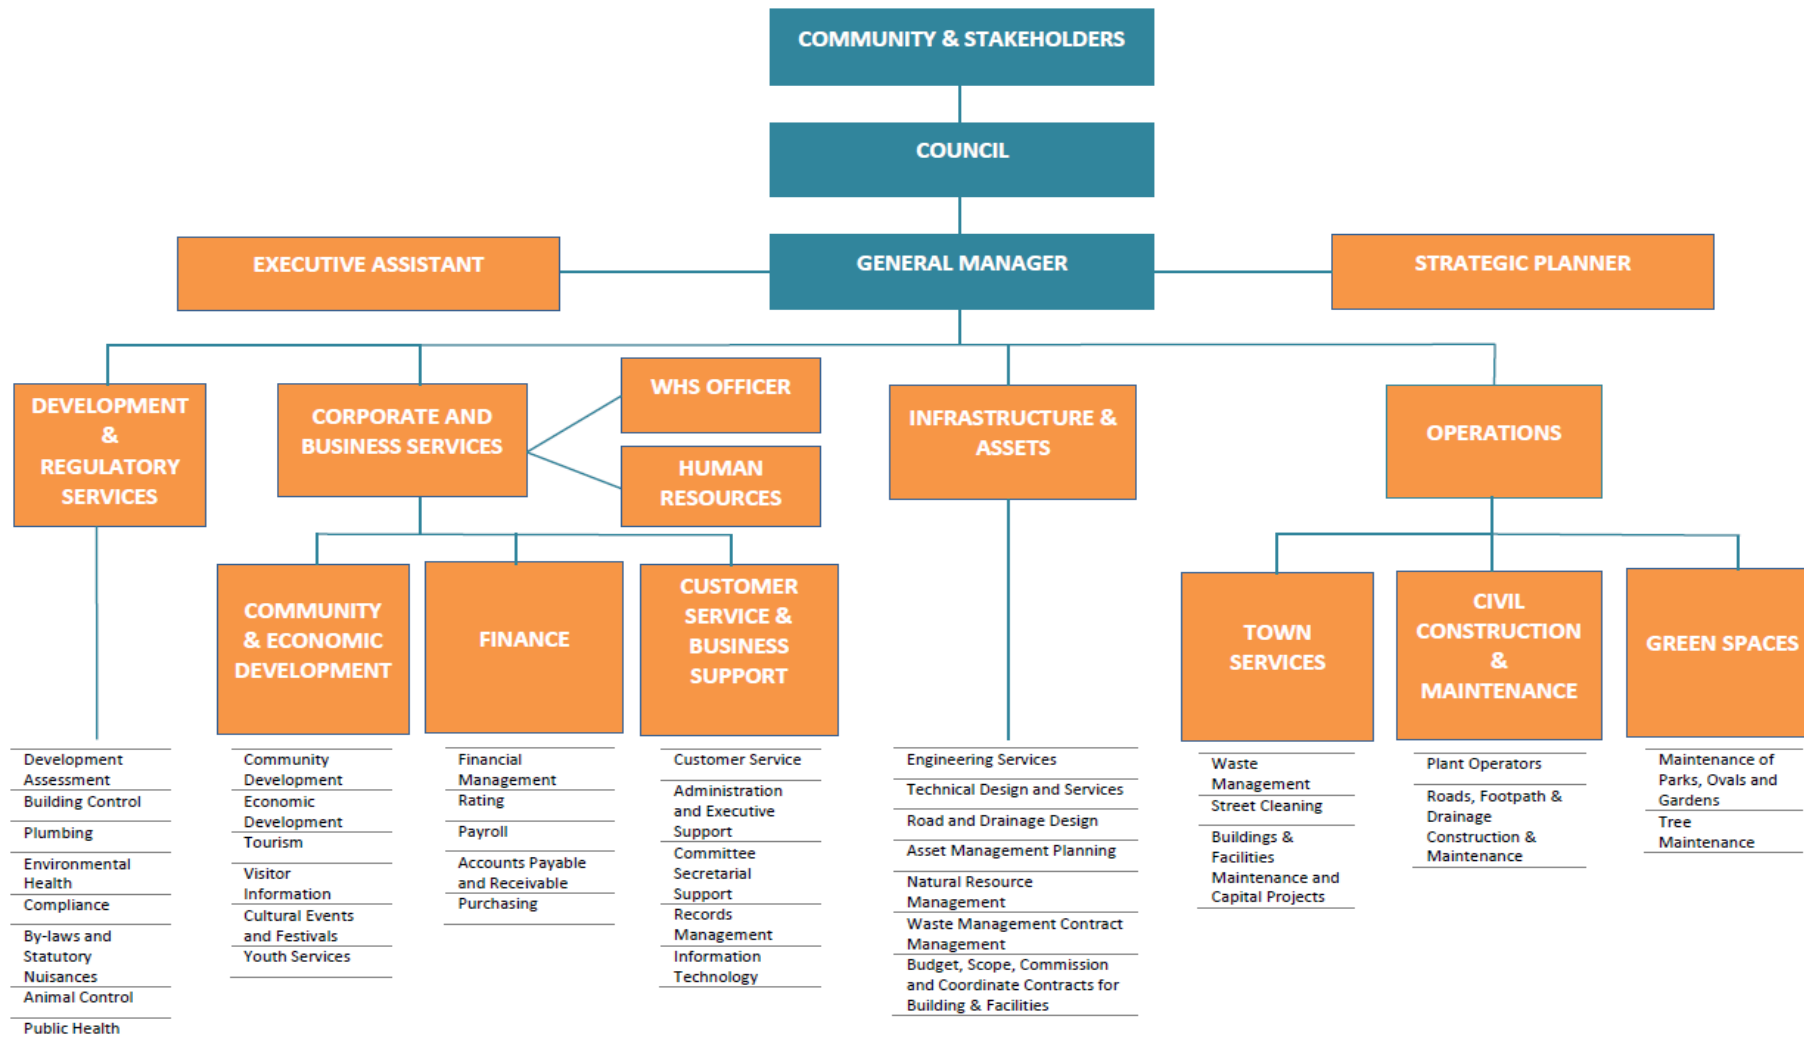 COMMUNITY & STAKEHOLDERS
COUNCIL
EXECUTIVE ASSISTANT
GENERAL MANAGER
STRATEGIC PLANNER
DEVELOPMENT
&
REGULATORY
SERVICES
CORPORATE AND
BUSINESS SERVICES
WHS OFFICER
HUMAN
RESOURCES
INFRASTRUCTURE &
ASSETS
OPERATIONS
COMMUNITY
& ECONOMIC
DEVELOPMENT
FINANCE
CUSTOMER
SERVICE &
BUSINESS
SUPPORT
TOWN
SERVICES
CIVIL
CONSTRUCTION
&
MAINTENANCE
GREEN SPACES
Development
Assessment
Building Control
Plumbing
Environmental
Health
Compliance
By-laws and
Statutory
Nuisances
Animal Control
Public Health
Community
Development
Economic
Development
Tourism
Visitor
Information
Cultural Events
and Festivals
Youth Services
Financial
Management
Rating
Payroll
Accounts Payable
and Receivable
Purchasing
Customer Service
Administration
and Executive
Support
Committee
Secretarial
Support
Records
Management
Information
Technology
Engineering Services
Technical Design and Services
Road and Drainage Design
Asset Management Planning
Natural Resource
Management
Waste Management Contract
Management
Budget, Scope, Commission
and Coordinate Contracts for
Building & Facilities
Waste
Management
Street Cleaning
Buildings &
Facilities
Maintenance and
Capital Projects
Plant Operators
Roads, Footpath &
Drainage
Construction &
Maintenance
Maintenance of
Parks, Ovals and
Gardens
Tree
Maintenance